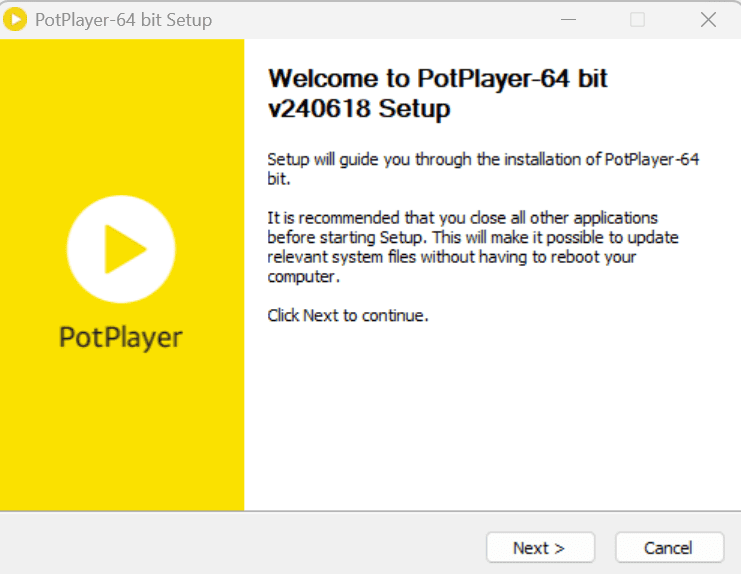 PotPlayer-64 bit Setup
Welcome to PotPlayer-64 bit
v240618 Setup
Setup will guide you through the installation of PotPlayer-64
bit.
It is recommended that you close all other applications
before starting Setup. This will make it possible to update
relevant system files without having to reboot your
computer.
Click Next to continue.
PotPlayer
Next >
Cancel